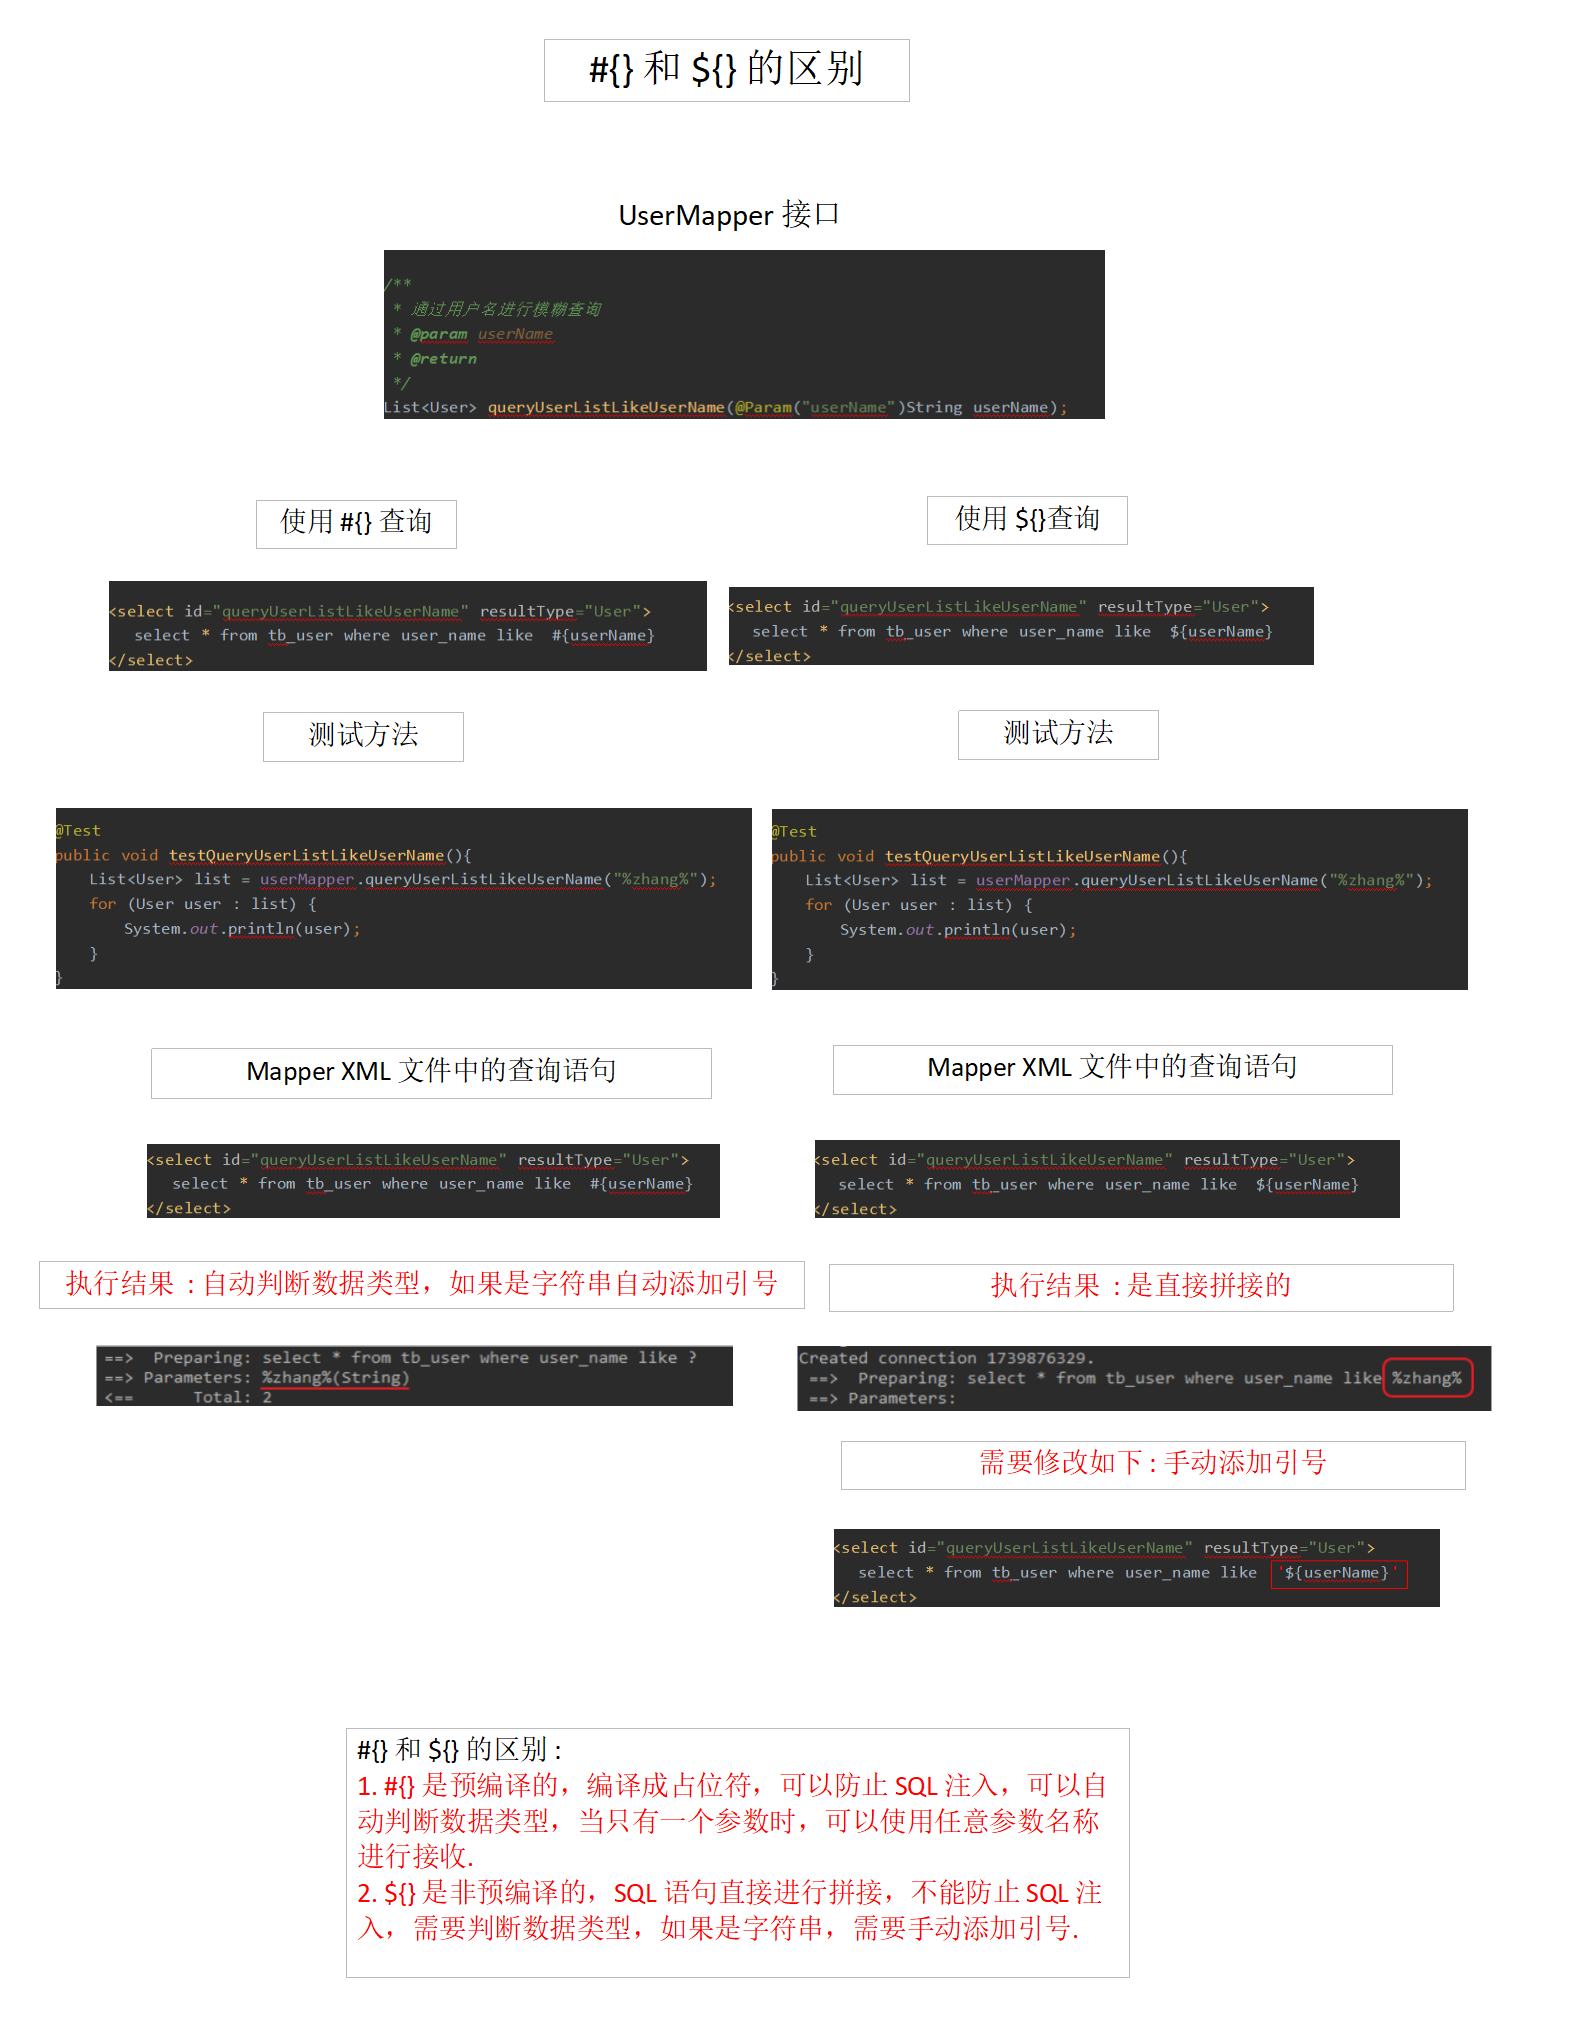 #{} 和 ${} 的区别
UserMapper 接口
/**
* 通过用户名进行模糊查询
* @param userName
* @return
*/
List<User> queryUserListLikeUserName(@Param("userName")String userName);
使用 #{} 查询
<select id="queryUserListLikeUserName" resultType="User">
select * from tb_user where user_name like #{userName}
</select>
测试方法
@Test
public void testQueryUserListLikeUserName(){
List<User> list = userMapper.queryUserListLikeUserName("%zhang%");
for (User user : list) {
System.out.println(user);
}
}
Mapper XML 文件中的查询语句
<select id="queryUserListLikeUserName" resultType="User">
select * from tb_user where user_name like #{userName}
</select>
执行结果 : 自动判断数据类型，如果是字符串自动添加引号
==> Preparing: select * from tb_user where user_name like ?
==> Parameters: %zhang%(String)
<== Total: 2
使用 ${}查询
<select id="queryUserListLikeUserName" resultType="User">
select * from tb_user where user_name like ${userName}
</select>
测试方法
@Test
public void testQueryUserListLikeUserName(){
List<User> list = userMapper.queryUserListLikeUserName("%zhang%");
for (User user : list) {
System.out.println(user);
}
}
Mapper XML 文件中的查询语句
<select id="queryUserListLikeUserName" resultType="User">
select * from tb_user where user_name like ${userName}
</select>
执行结果 : 是直接拼接的
Created connection 1739876329.
==> Preparing: select * from tb_user where user_name like %zhang%
==> Parameters:
需要修改如下 : 手动添加引号
<select id="queryUserListLikeUserName" resultType="User">
select * from tb_user where user_name like '${userName}'
</select>
#{} 和 ${} 的区别 :
1. #{} 是预编译的，编译成占位符，可以防止 SQL 注入，可以自
动判断数据类型，当只有一个参数时，可以使用任意参数名称
进行接收.
2. ${} 是非预编译的，SQL 语句直接进行拼接，不能防止 SQL 注
入，需要判断数据类型，如果是字符串，需要手动添加引号.